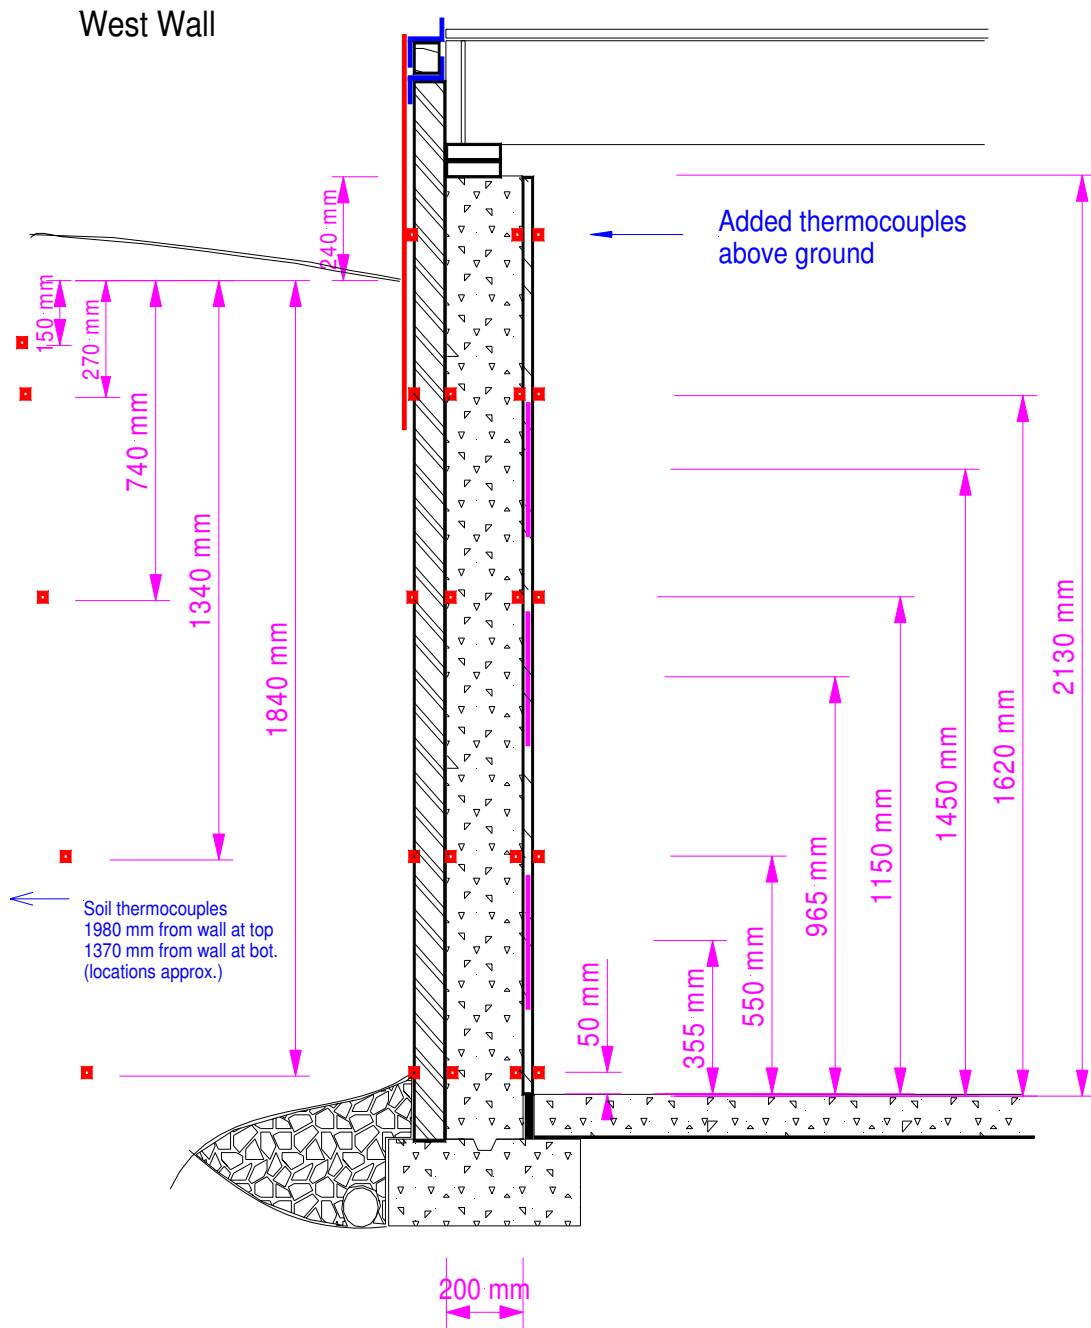 West Wall
240 mm
Added thermocouples
above ground
150 mm
270 mm
740 mm
1340 mm
1840 mm
2130 mm
1620 mm
1450 mm
1150 mm
965 mm
550 mm
355 mm
50 mm
Soil thermocouples
1980 mm from wall at top
1370 mm from wall at bot.
(locations approx.)
200 mm